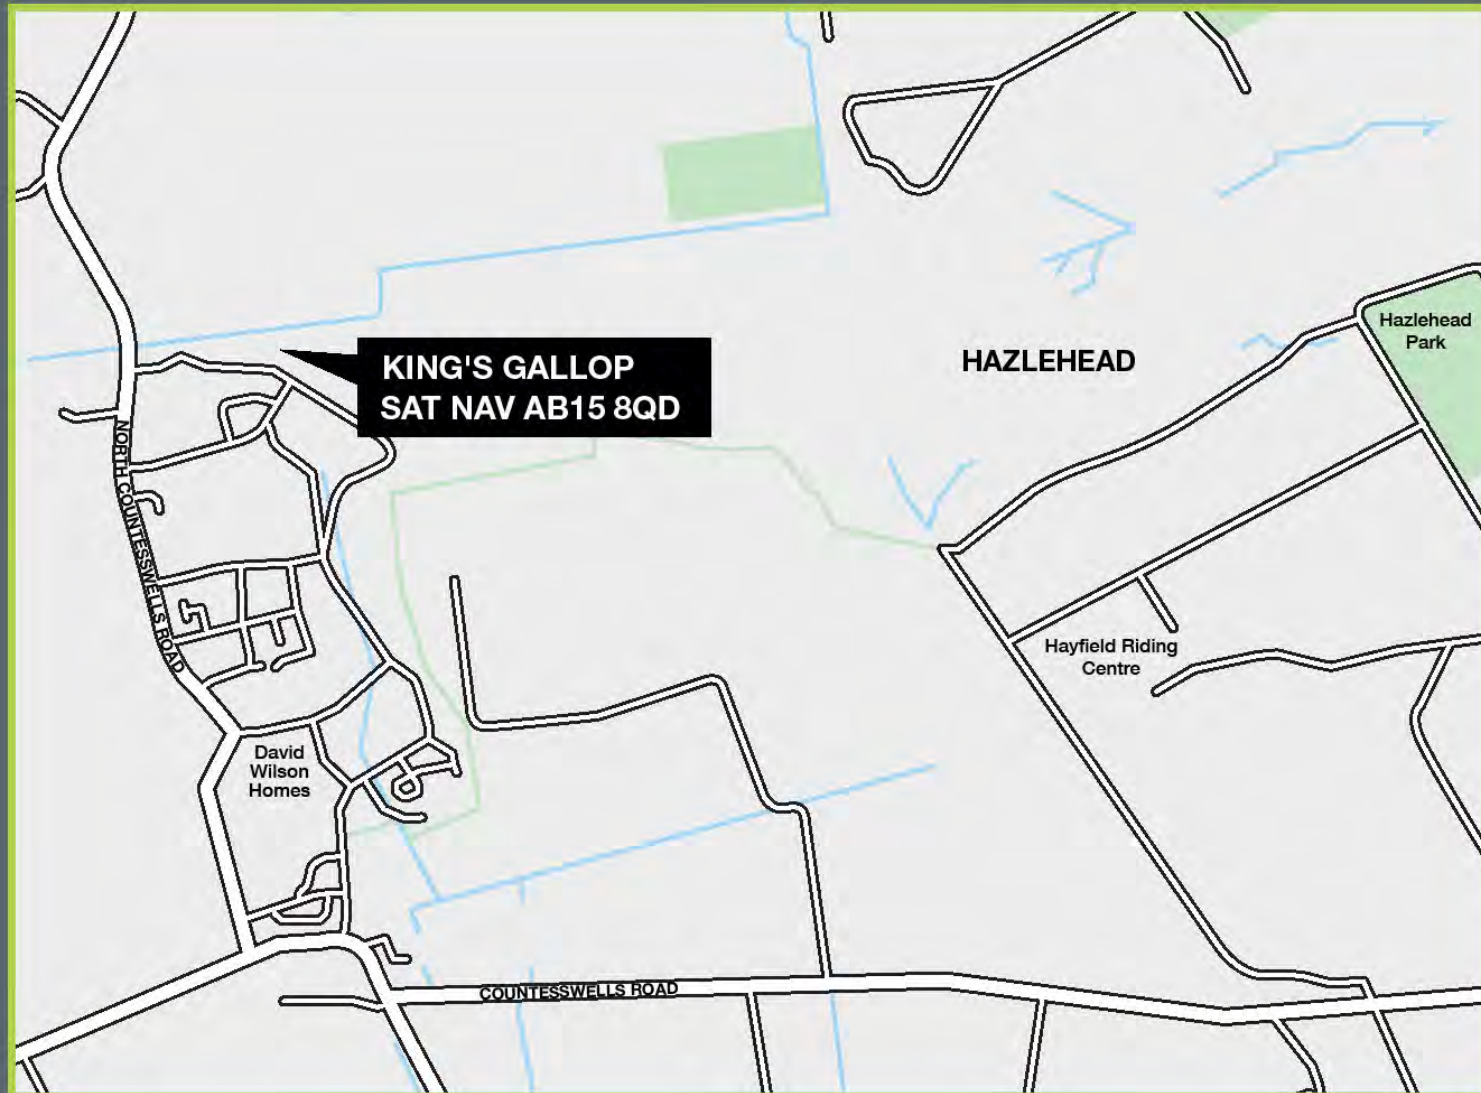 KING'S GALLOP
SAT NAV AB15 8QD
HAZLEHEAD
Hazlehead
Park
NORTH COUNTESSWELLS ROAD
Hayfield Riding
Centre
David
Wilson
Homes
COUNTESSWELLS ROAD